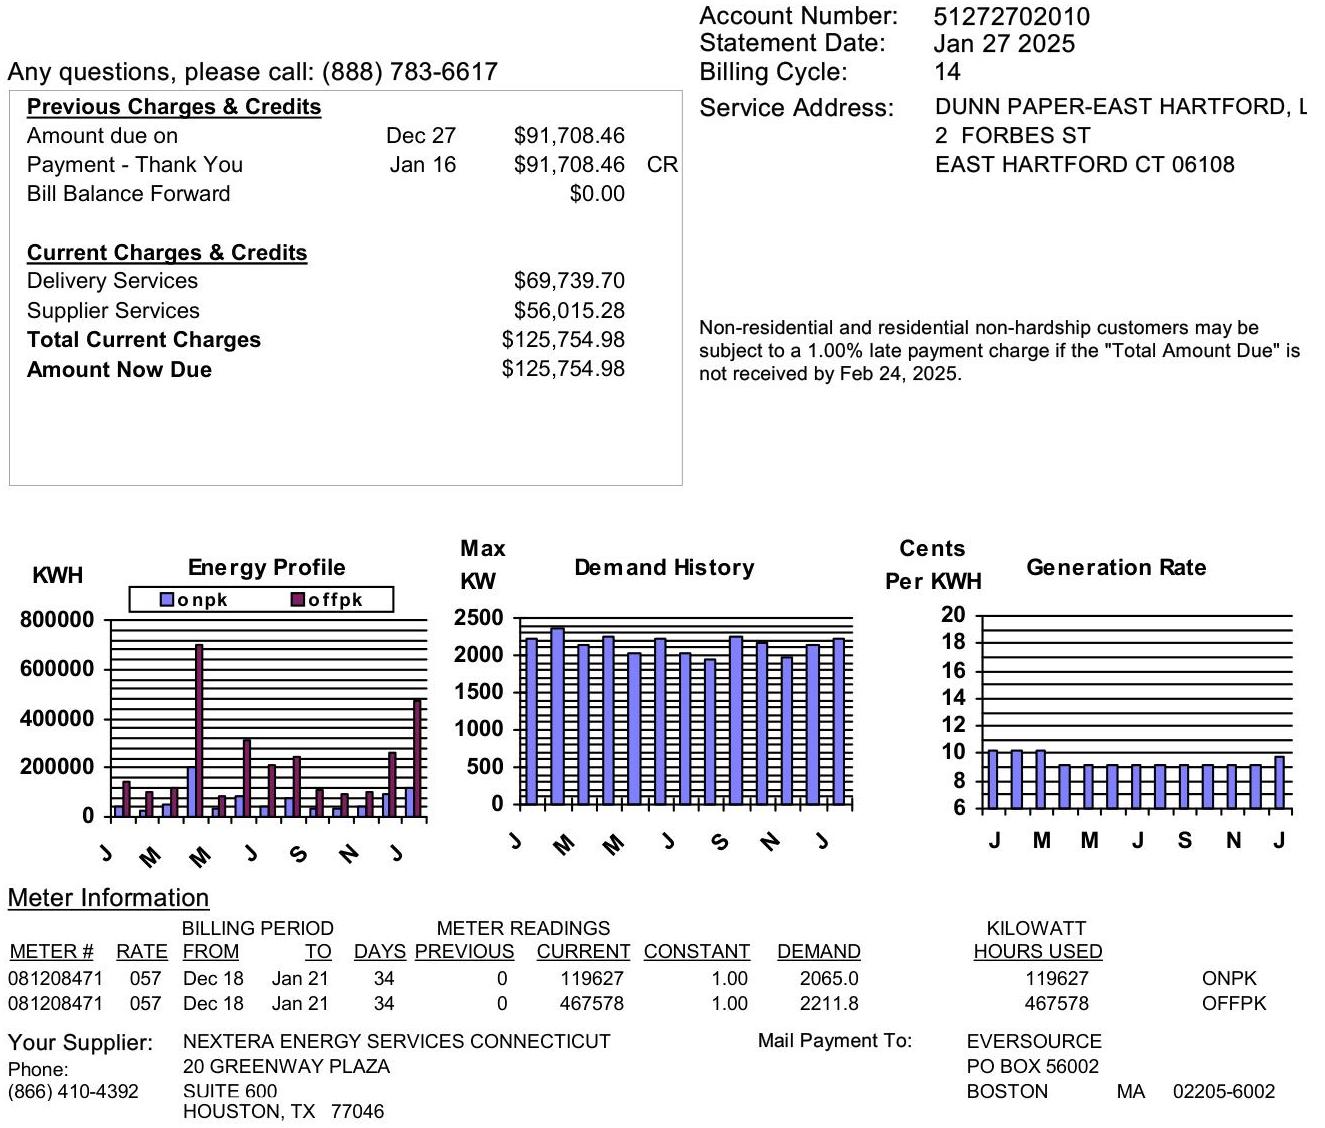 Account Number: 51272702010
Statement Date: Jan 27 2025
Any questions, please call: (888) 783-6617
Billing Cycle: 14
Service Address: DUNN PAPER-EAST HARTFORD, L
2 FORBES ST
EAST HARTFORD CT 06108
Previous Charges & Credits
Amount due on Dec 27 $91,708.46
Payment - Thank You Jan 16 $91,708.46 CR
Bill Balance Forward $0.00
Current Charges & Credits
Delivery Services $69,739.70
Supplier Services $56,015.28
Total Current Charges $125,754.98
Amount Now Due $125,754.98
Non-residential and residential non-hardship customers may be
subject to a 1.00% late payment charge if the "Total Amount Due" is
not received by Feb 24, 2025.
KWH
Energy Profile
onpk offpk
800000
600000
400000
200000
0
J M M J S N J
Max
KW
Demand History
2500
2000
1500
1000
500
0
J M M J S N J
Cents
Per KWH
Generation Rate
20
18
16
14
12
10
8
6
J M M J S N J
Meter Information
BILLING PERIOD METER READINGS KILOWATT
METER # RATE FROM TO DAYS PREVIOUS CURRENT CONSTANT DEMAND HOURS USED
081208471 057 Dec 18 Jan 21 34 0 119627 1.00 2065.0 119627 ONPK
081208471 057 Dec 18 Jan 21 34 0 467578 1.00 2211.8 467578 OFFPK
Your Supplier: NEXTERA ENERGY SERVICES CONNECTICUT Mail Payment To: EVERSOURCE
Phone: 20 GREENWAY PLAZA PO BOX 56002
(866) 410-4392 SUITE 600 BOSTON MA 02205-6002
HOUSTON, TX 77046